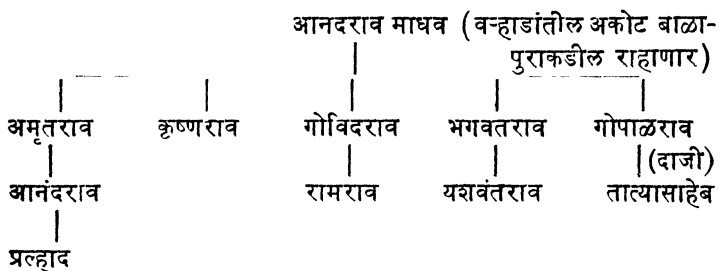 आनदराव माधव (वऱ्हाडांतील अकोट बाळा-
पुराकडील राहाणार)
अमृतराव कृष्णराव गोविदराव भगवतराव गोपाळराव
(दाजी)
आनंदराव रामराव यशवंतराव तात्यासाहेब
प्रल्हाद